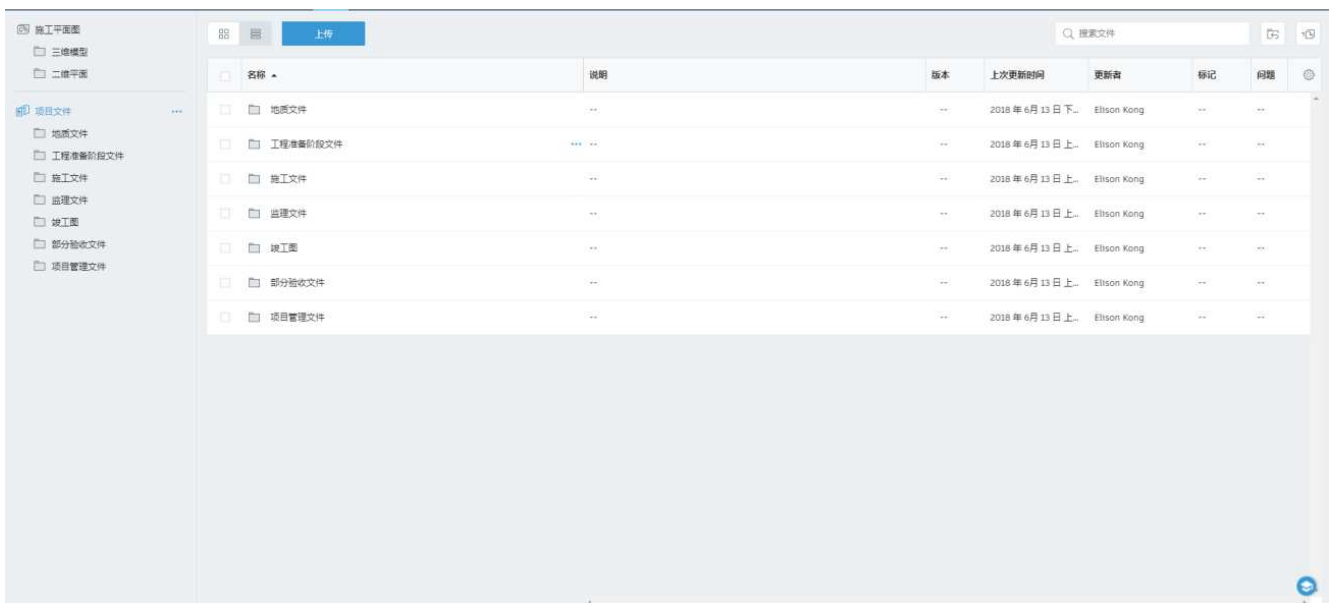 施工平面图
三维模型
二维平面
项目文件 •••
地质文件
工程准备阶段文件
施工文件
监理文件
竣工图
部分验收文件
项目管理文件
上传 搜索文件
名称 说明 版本 上次更新时间 更新者 标记 问题
地质文件 -- -- 2018 年 6月 13 日 下... Elison Kong -- --
工程准备阶段文件 ••• -- -- 2018 年 6月 13 日 上... Elison Kong -- --
施工文件 -- -- 2018 年 6月 13 日 上... Elison Kong -- --
监理文件 -- -- 2018 年 6月 13 日 上... Elison Kong -- --
竣工图 -- -- 2018 年 6月 13 日 上... Elison Kong -- --
部分验收文件 -- -- 2018 年 6月 13 日 上... Elison Kong -- --
项目管理文件 -- -- 2018 年 6月 13 日 上... Elison Kong -- --